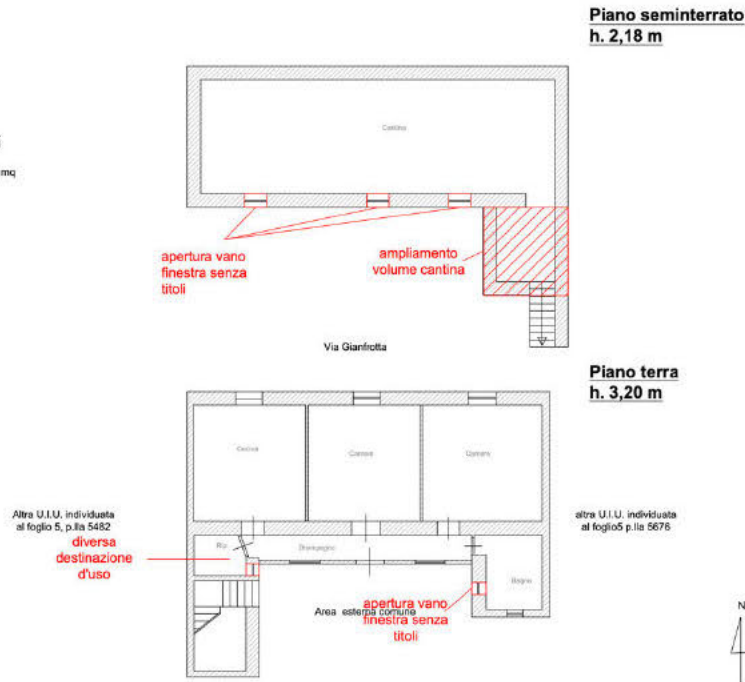 Piano seminterrato
h. 2,18 m
mq
Cantina
apertura vano
finestra senza
titoli
ampliamento
volume cantina
Via Gianfrotta
Piano terra
h. 3,20 m
Cucina
Camera
Camera
Altra U.I.U. individuata
al foglio 5, p.lla 5482
diversa
destinazione
d'uso
Rip
Disimpegno
altra U.I.U. individuata
al foglio5 p.lla 5676
Bagno
Area esterna comune
apertura vano
finestra senza
titoli
N